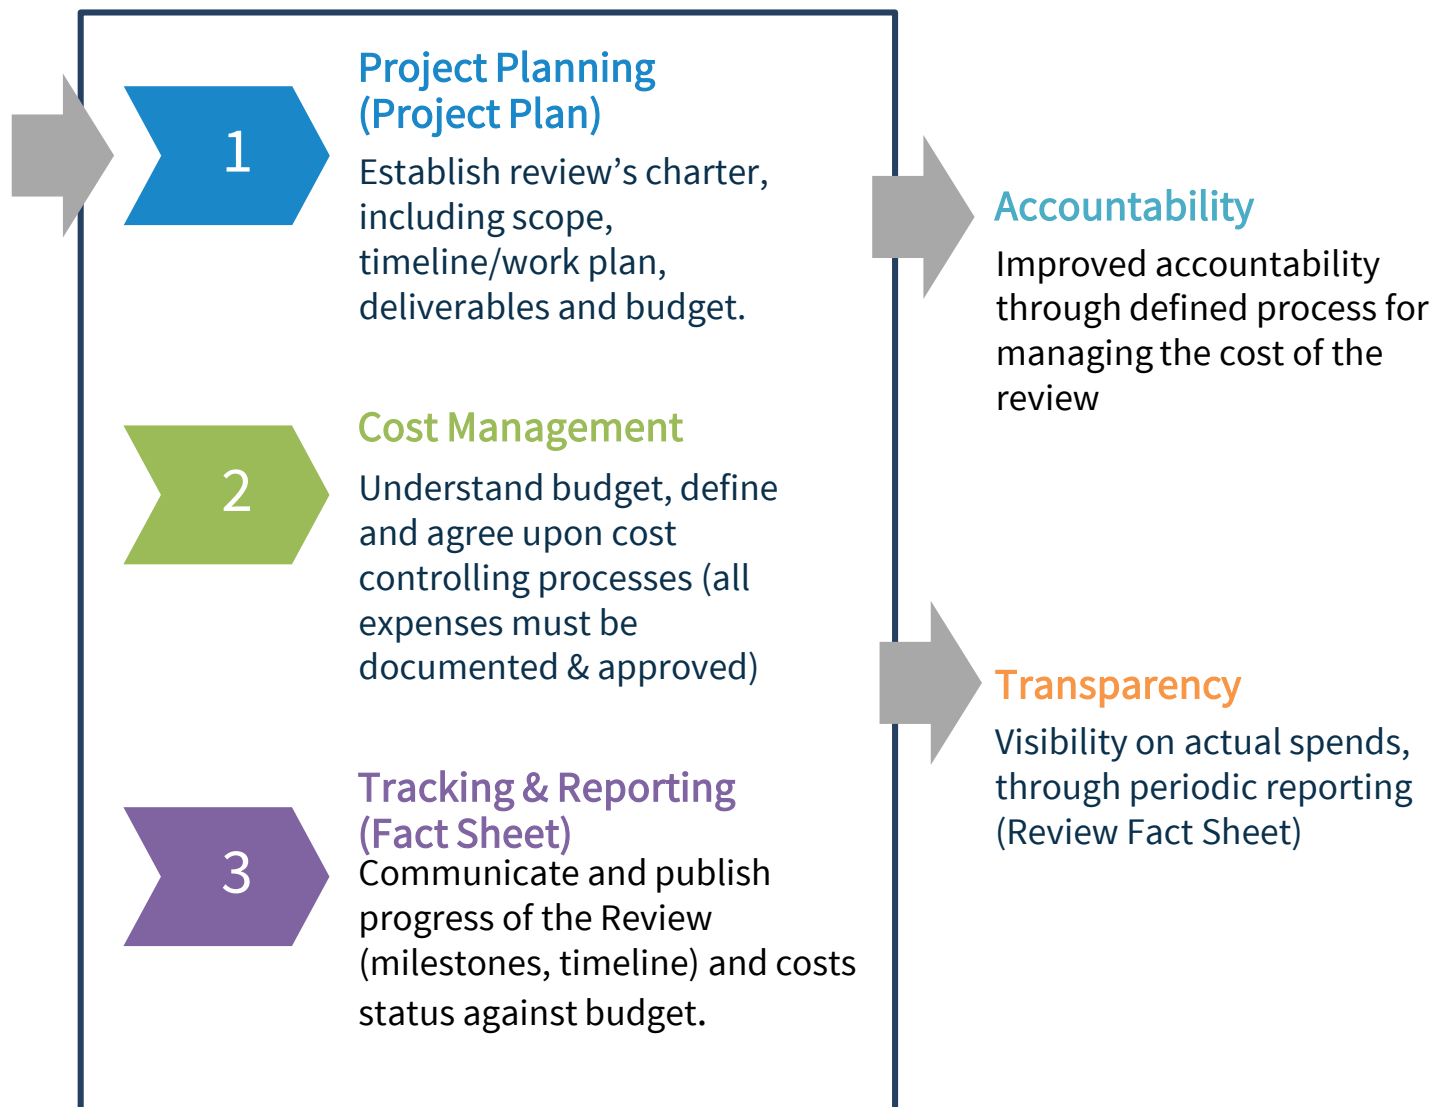 1
Project Planning
(Project Plan)
Establish review’s charter,
including scope,
timeline/work plan,
deliverables and budget.
2
Cost Management
Understand budget, define
and agree upon cost
controlling processes (all
expenses must be
documented & approved)
3
Tracking & Reporting
(Fact Sheet)
Communicate and publish
progress of the Review
(milestones, timeline) and costs
status against budget.
Accountability
Improved accountability
through defined process for
managing the cost of the
review
Transparency
Visibility on actual spends,
through periodic reporting
(Review Fact Sheet)